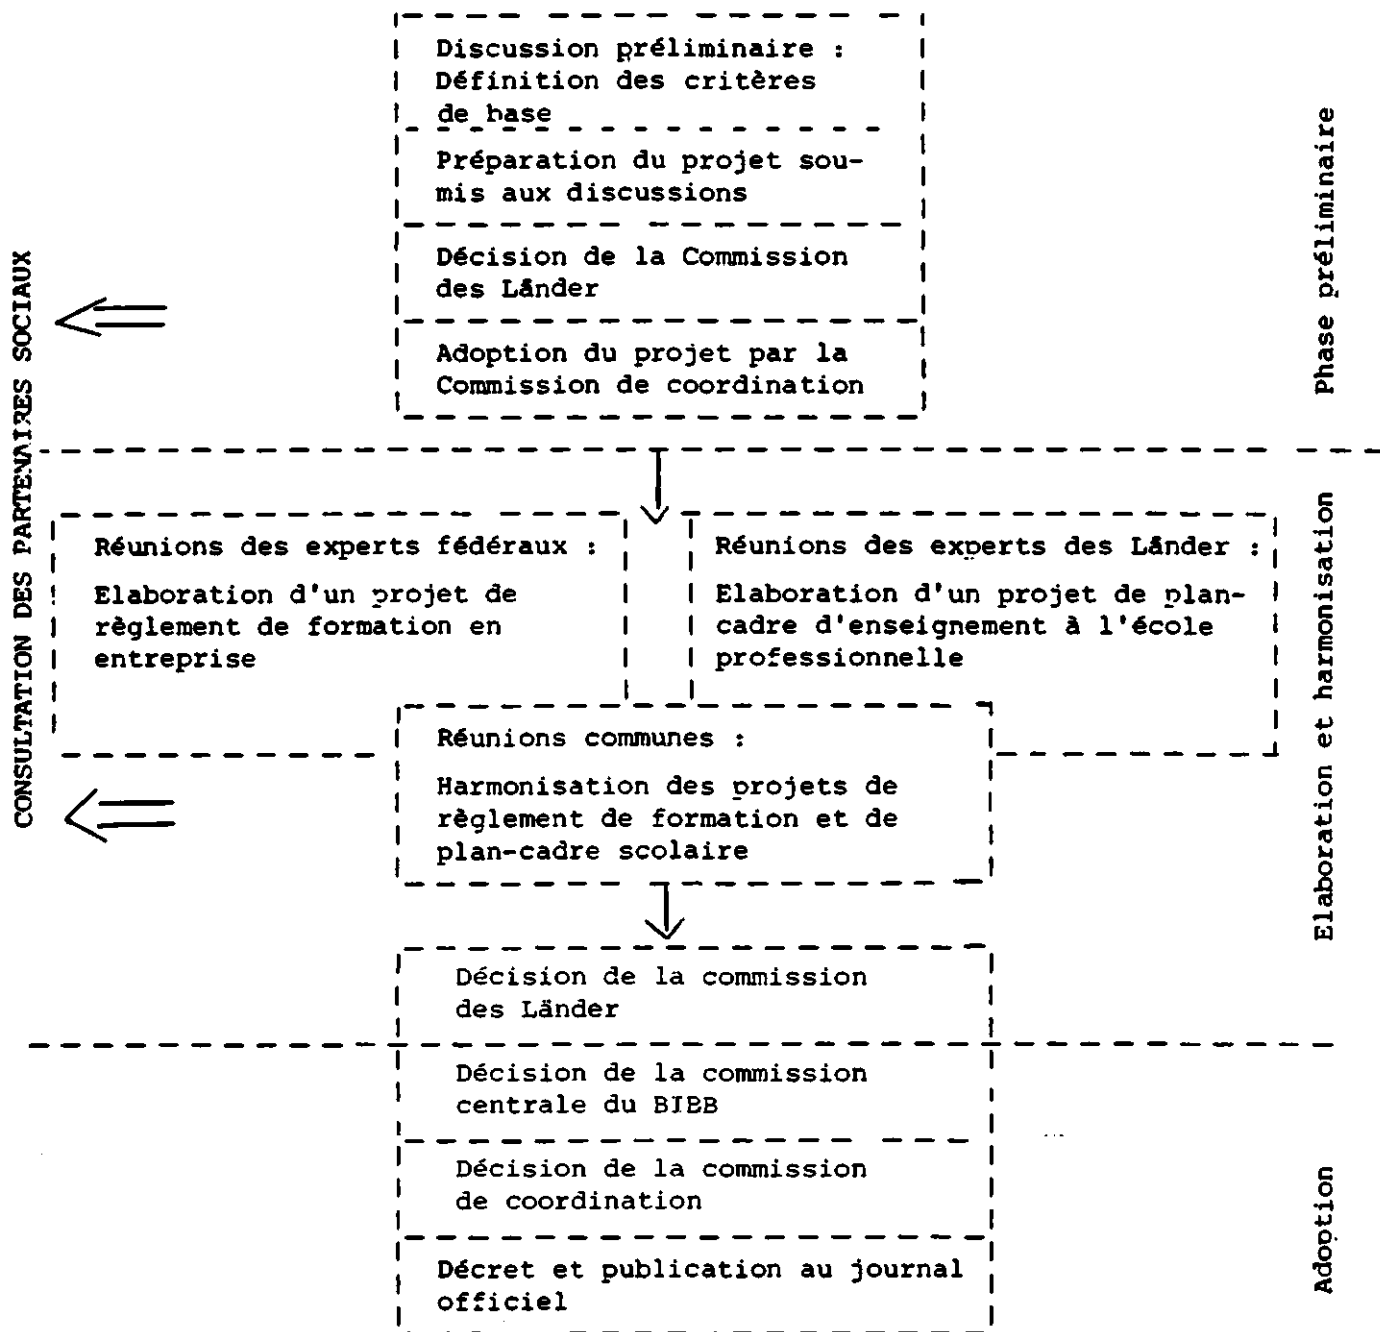 Discussion préliminaire :
Définition des critères
de base
Préparation du projet sou-
mis aux discussions
Décision de la Commission
des Länder
Adoption du projet par la
Commission de coordination
Phase préliminaire
CONSULTATION DES PARTENAIRES SOCIAUX
Réunions des experts fédéraux :
Elaboration d'un projet de
règlement de formation en
entreprise
Réunions des experts des Länder :
Elaboration d'un projet de plan-
cadre d'enseignement à l'école
professionnelle
Réunions communes :
Harmonisation des projets de
règlement de formation et de
plan-cadre scolaire
Elaboration et harmonisation
Décision de la commission
des Länder
Décision de la commission
centrale du BIBB
Décision de la commission
de coordination
Décret et publication au journal
officiel
Adoption